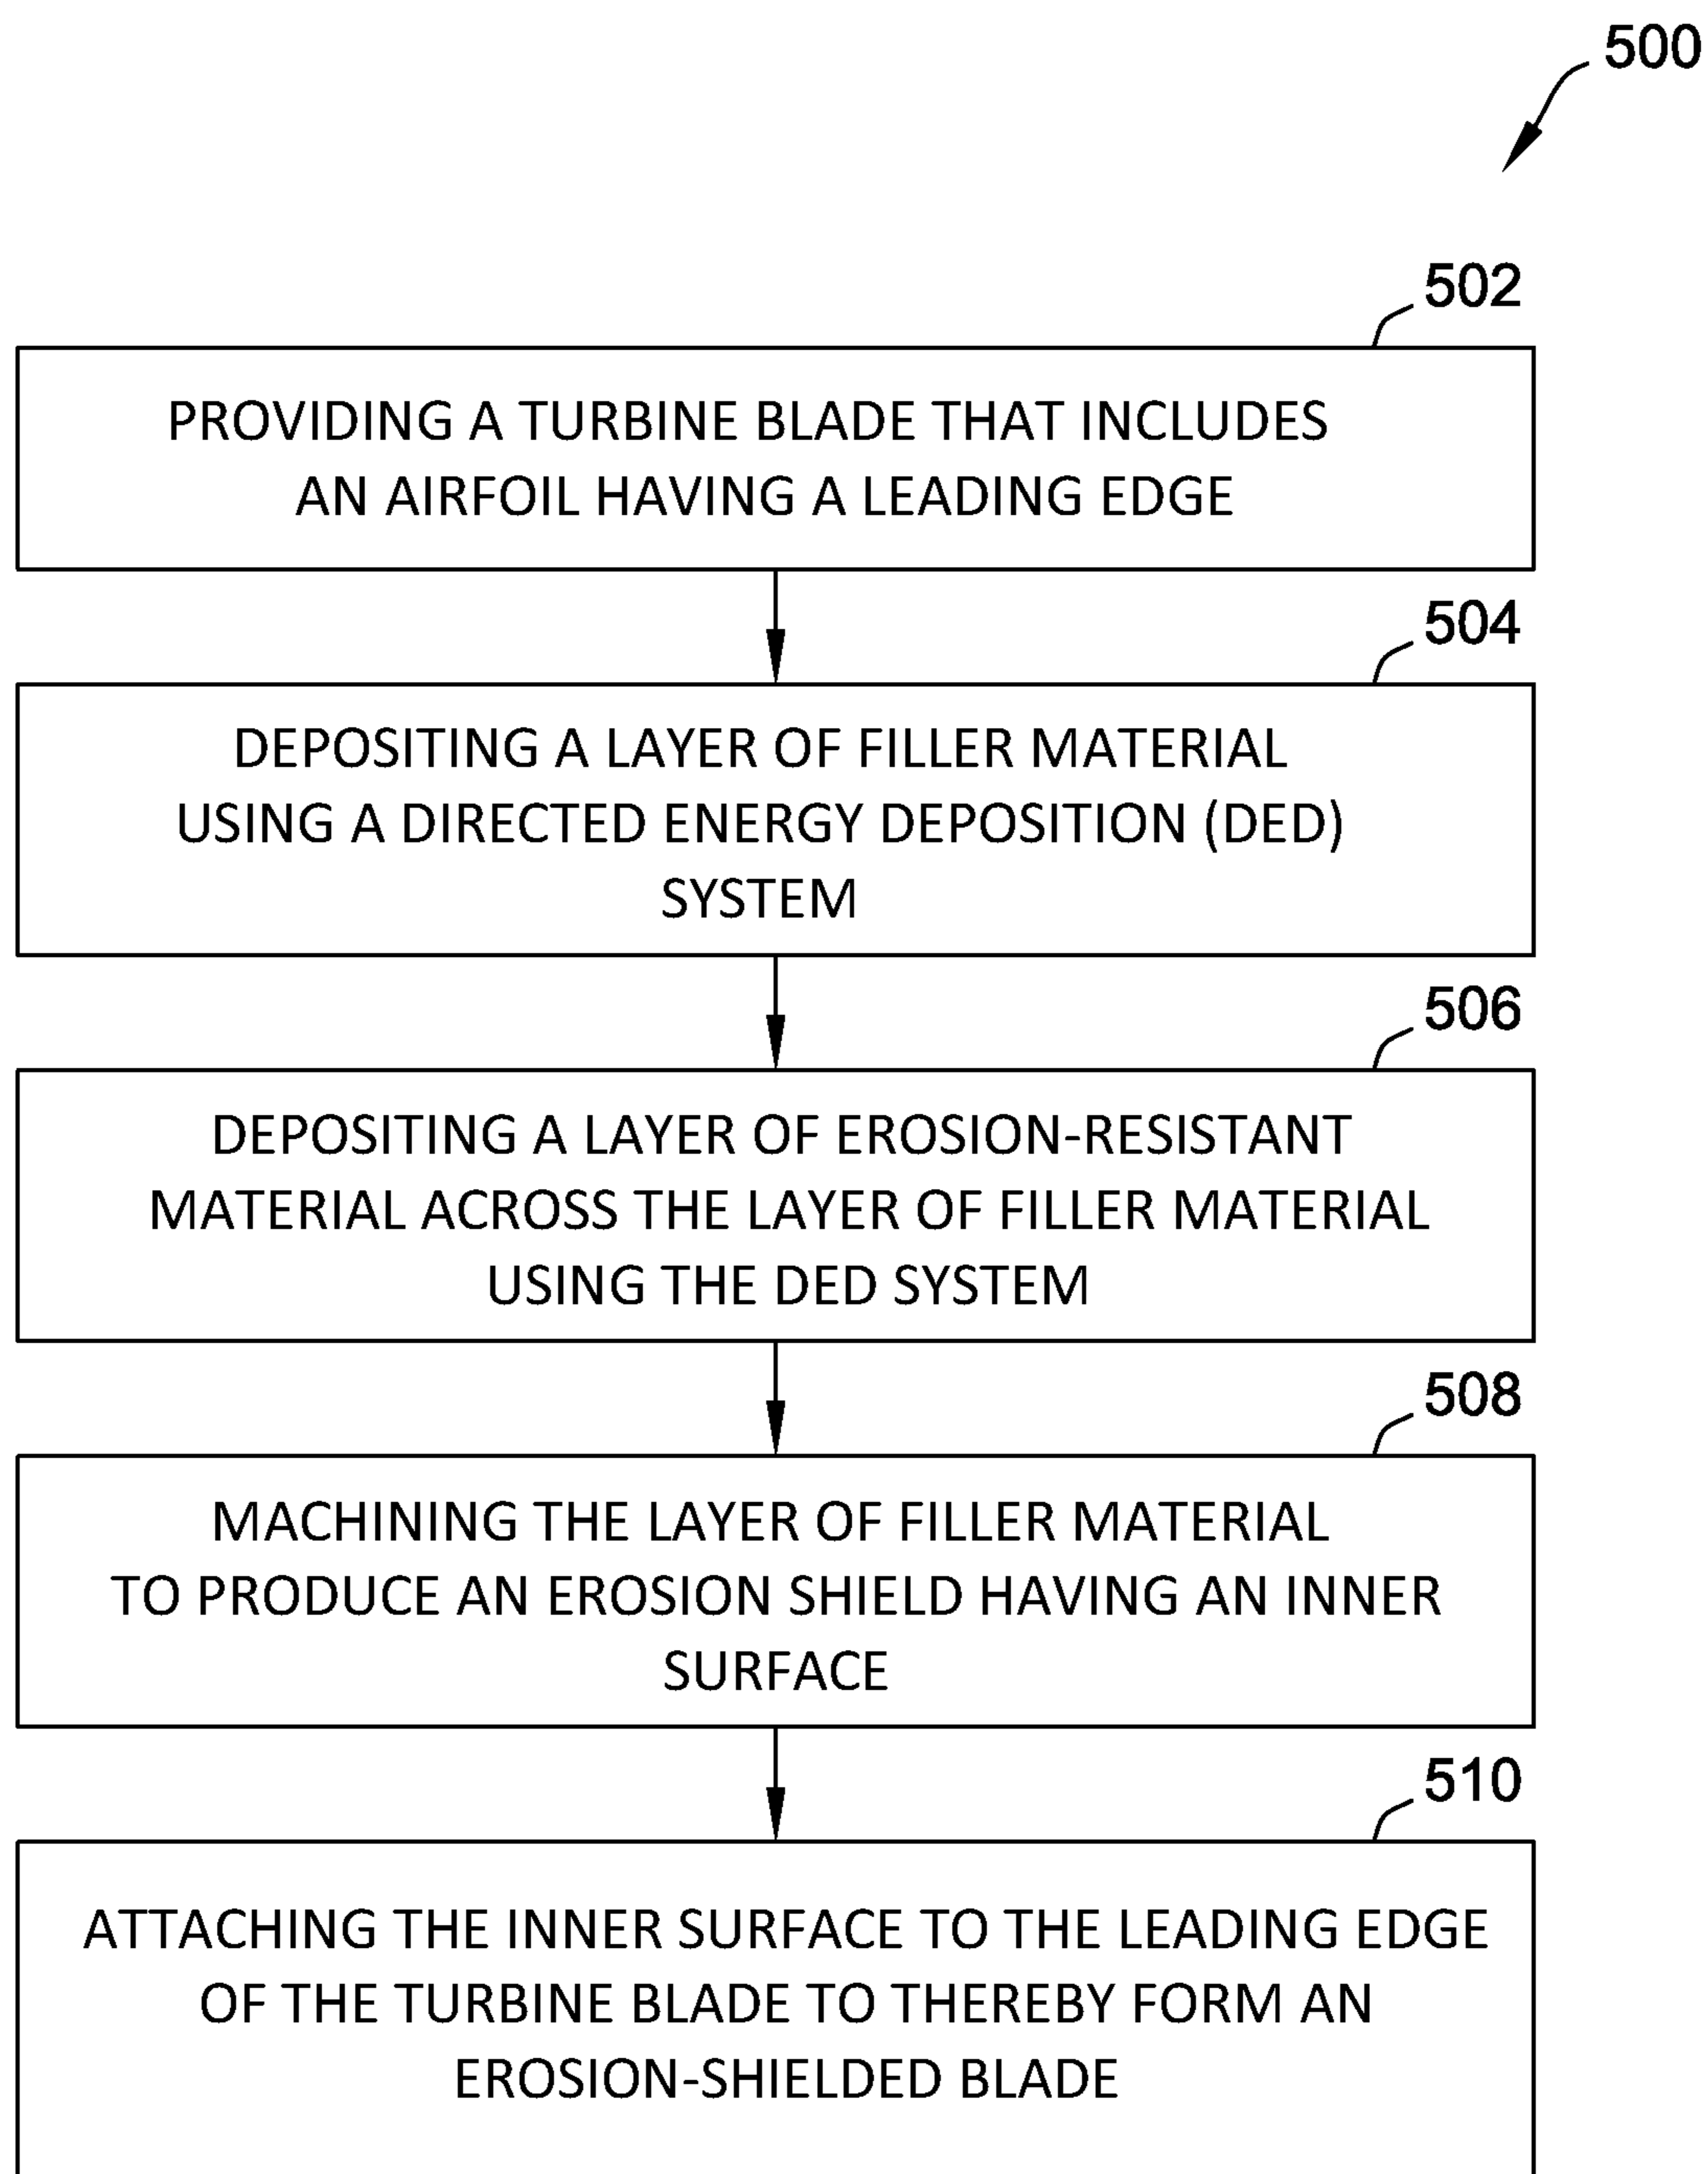 500
502
PROVIDING A TURBINE BLADE THAT INCLUDES
AN AIRFOIL HAVING A LEADING EDGE
504
DEPOSITING A LAYER OF FILLER MATERIAL
USING A DIRECTED ENERGY DEPOSITION (DED)
SYSTEM
506
DEPOSITING A LAYER OF EROSION-RESISTANT
MATERIAL ACROSS THE LAYER OF FILLER MATERIAL
USING THE DED SYSTEM
508
MACHINING THE LAYER OF FILLER MATERIAL
TO PRODUCE AN EROSION SHIELD HAVING AN INNER
SURFACE
510
ATTACHING THE INNER SURFACE TO THE LEADING EDGE
OF THE TURBINE BLADE TO THEREBY FORM AN
EROSION-SHIELDED BLADE